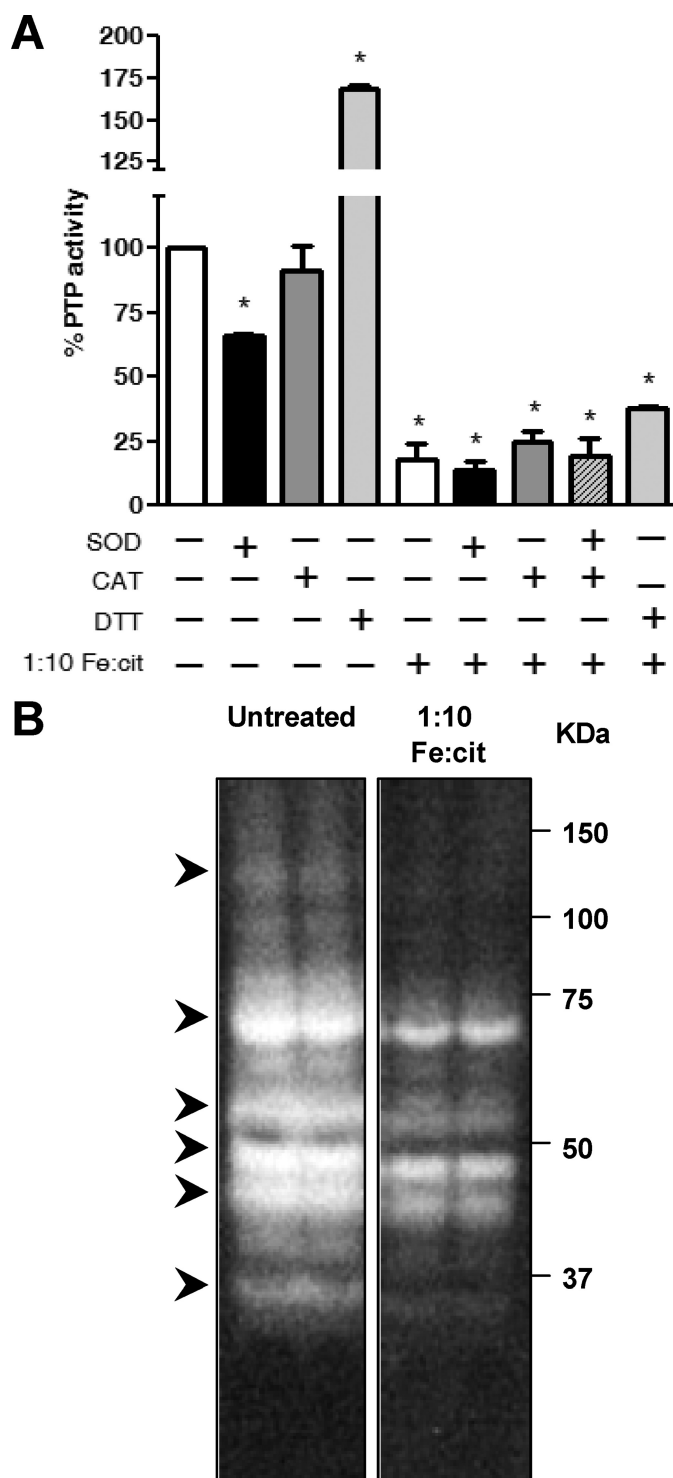 A
200
175
150
125
100
75
50
25
0
% PTP activity
* * * * * * *
SOD — + — — — + — + —
CAT — — + — — — + + —
DTT — — — + — — — — +
1:10 Fe:cit — — — — + + + + +
B
Untreated
1:10
Fe:cit
KDa
150
100
75
50
37